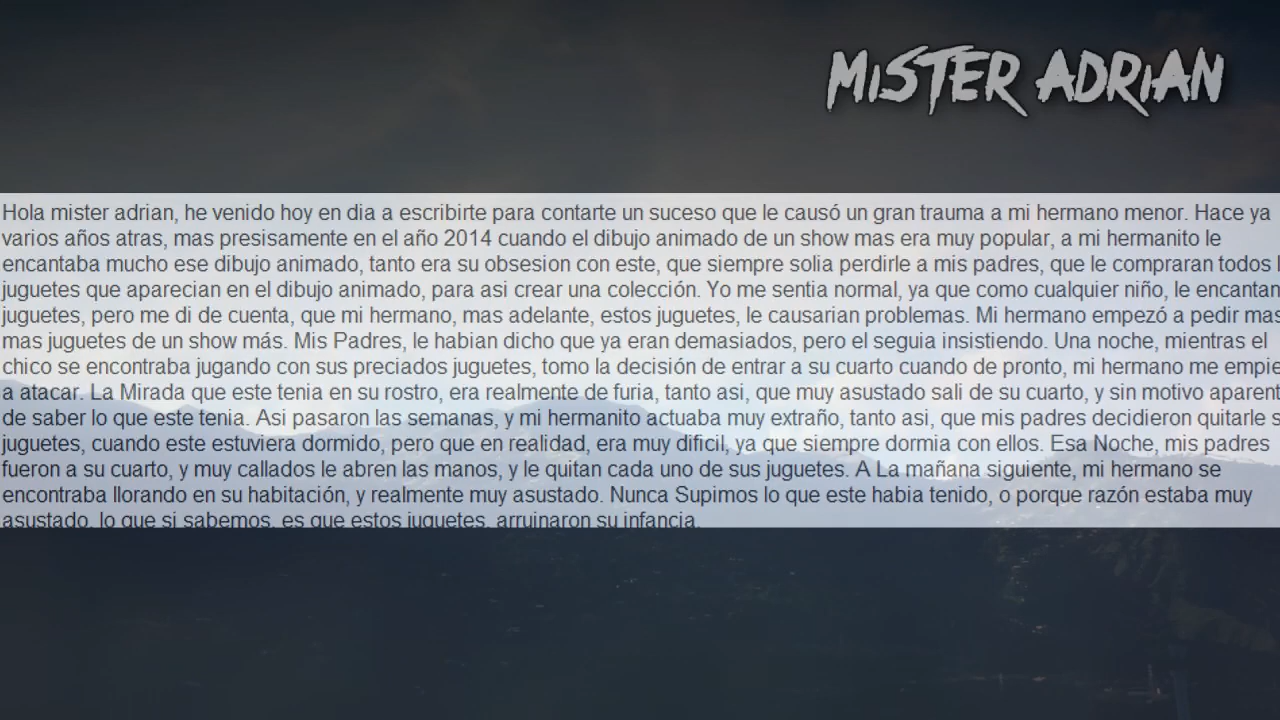 MISTER ADRIAN
Hola mister adrian, he venido hoy en dia a escribirte para contarte un suceso que le causó un gran trauma a mi hermano menor. Hace ya
varios años atras, mas presisamente en el año 2014 cuando el dibujo animado de un show mas era muy popular, a mi hermanito le
encantaba mucho ese dibujo animado, tanto era su obsesion con este, que siempre solia perdirle a mis padres, que le compraran todos l
juguetes que aparecian en el dibujo animado, para asi crear una colección. Yo me sentia normal, ya que como cualquier niño, le encantan
juguetes, pero me di de cuenta, que mi hermano, mas adelante, estos juguetes, le causarian problemas. Mi hermano empezó a pedir mas
mas juguetes de un show más. Mis Padres, le habian dicho que ya eran demasiados, pero el seguia insistiendo. Una noche, mientras el
chico se encontraba jugando con sus preciados juguetes, tomo la decisión de entrar a su cuarto cuando de pronto, mi hermano me empie
a atacar. La Mirada que este tenia en su rostro, era realmente de furia, tanto asi, que muy asustado sali de su cuarto, y sin motivo aparent
de saber lo que este tenia. Asi pasaron las semanas, y mi hermanito actuaba muy extraño, tanto asi, que mis padres decidieron quitarle s
juguetes, cuando este estuviera dormido, pero que en realidad, era muy dificil, ya que siempre dormia con ellos. Esa Noche, mis padres
fueron a su cuarto, y muy callados le abren las manos, y le quitan cada uno de sus juguetes. A La mañana siguiente, mi hermano se
encontraba llorando en su habitación, y realmente muy asustado. Nunca Supimos lo que este habia tenido, o porque razón estaba muy
asustado, lo que si sabemos, es que estos juguetes, arruinaron su infancia.